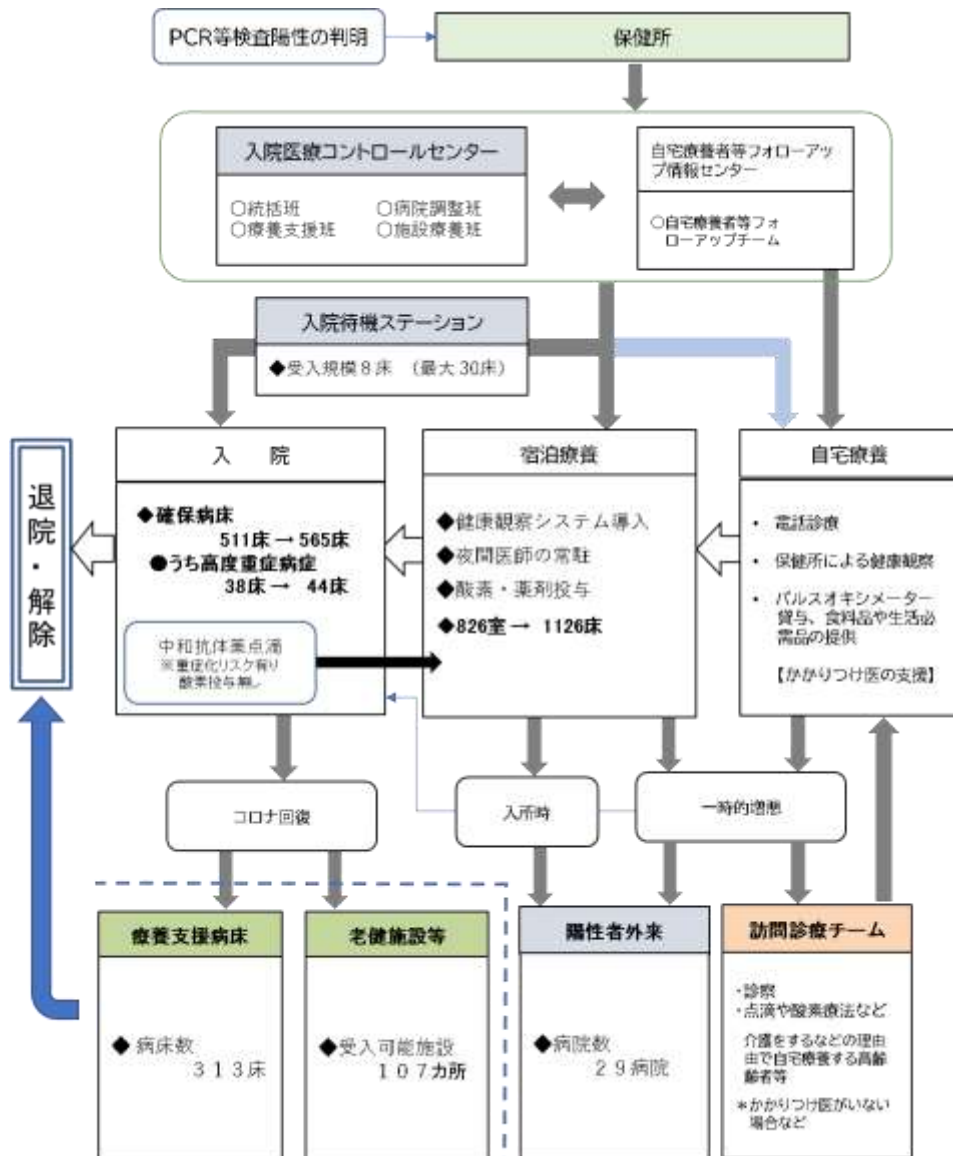 PCR等検査陽性の判明
保健所
入院医療コントロールセンター
○統括班 ○病院調整班
○療養支援班 ○施設療養班
自宅療養者等フォローアッ
プ情報センター
○自宅療養者等フォ
ローアップチーム
入院待機ステーション
◆受入規模8床 (最大30床)
退院・解除
入 院
◆確保病床
511床→565床
●うち高度重症病症
38床→ 44床
中和抗体薬点滴
※重症化リスク有り
酸素投与無し
宿泊療養
◆健康観察システム導入
◆夜間医師の常駐
◆酸素・薬剤投与
◆826室→ 1126床
自宅療養
・ 電話診療
・ 保健所による健康観察
・ パルスオキシメーター
貸与、食料品や生活必
需品の提供
【かかりつけ医の支援】
コロナ回復
入所時
一時的増悪
療養支援病床
◆ 病床数
313床
老健施設等
◆受入可能施設
107カ所
陽性者外来
◆病院数
29病院
訪問診療チーム
・診察
・点滴や酸素療法など
介護をするなどの理由
由で自宅療養する高齢
齢者等
*かかりつけ医がいない
場合など